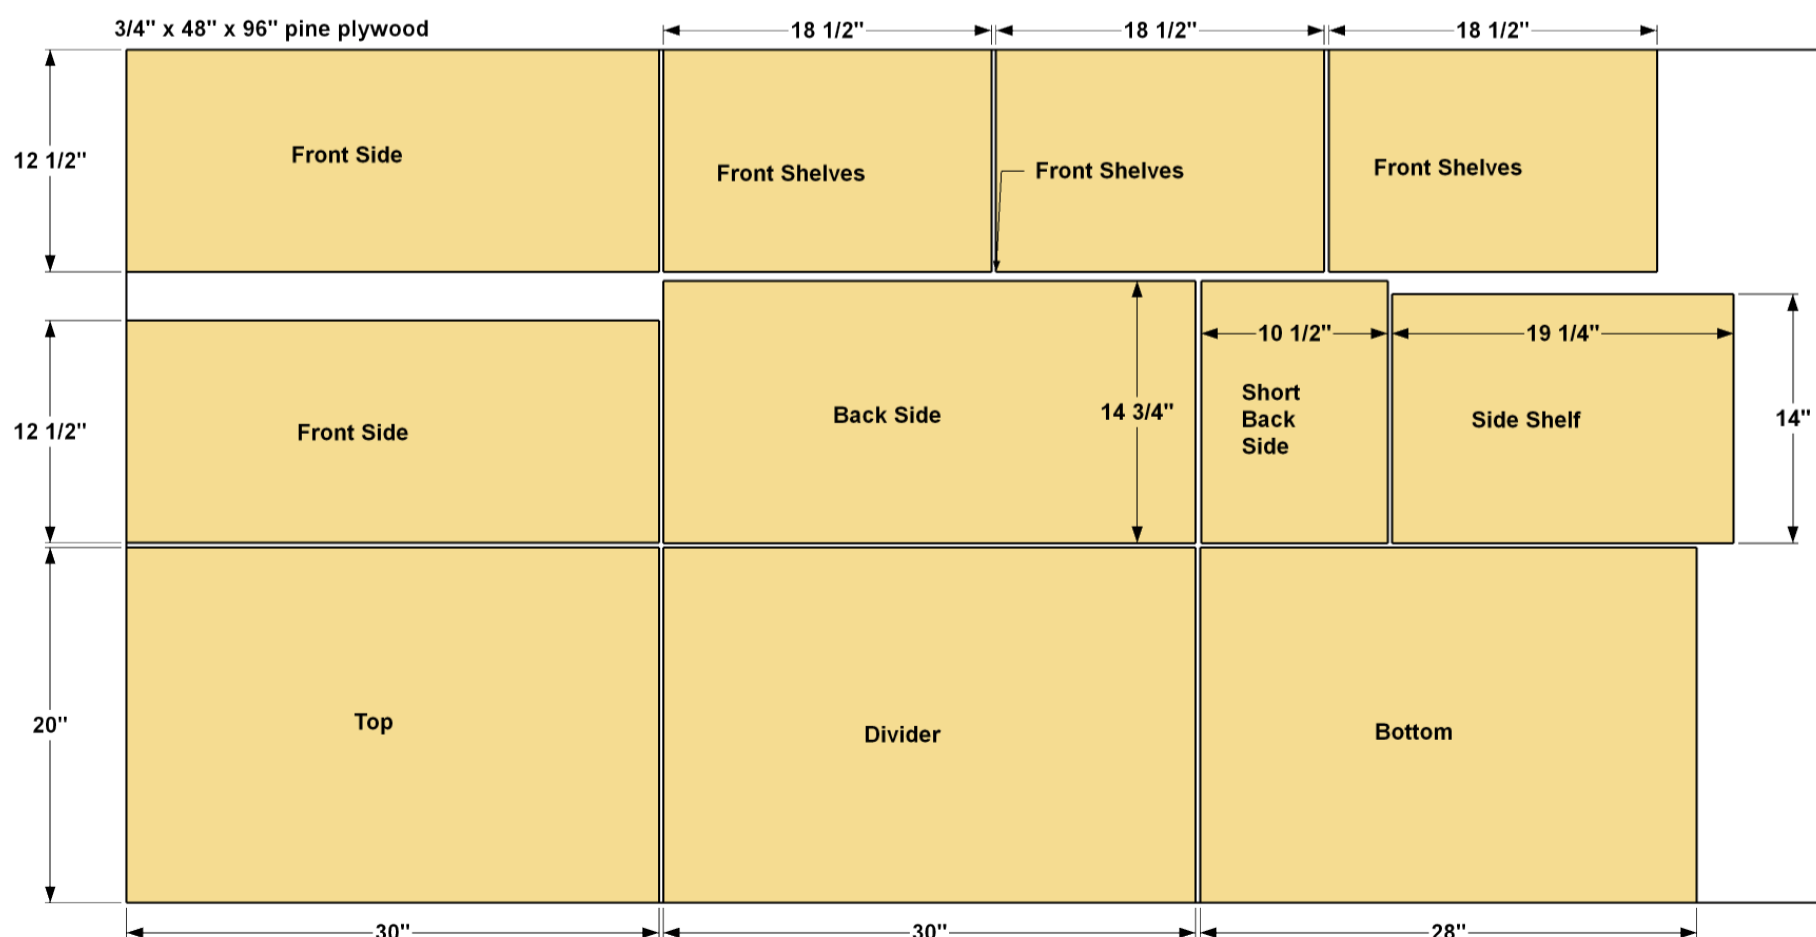 3/4" x 48" x 96" pine plywood
18 1/2"
18 1/2"
18 1/2"
12 1/2"
Front Side
Front Shelves
Front Shelves
Front Shelves
12 1/2"
Front Side
Back Side
14 3/4"
10 1/2"
Short
Back
Side
19 1/4"
Side Shelf
14"
20"
Top
Divider
Bottom
30"
30"
28"